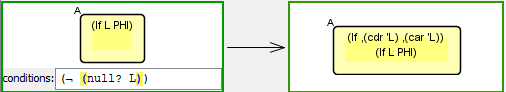 A
(If L PHI)
conditions: (¬ (null? L))
A
(If ,(cdr 'L) ,(car 'L))
(If L PHI)